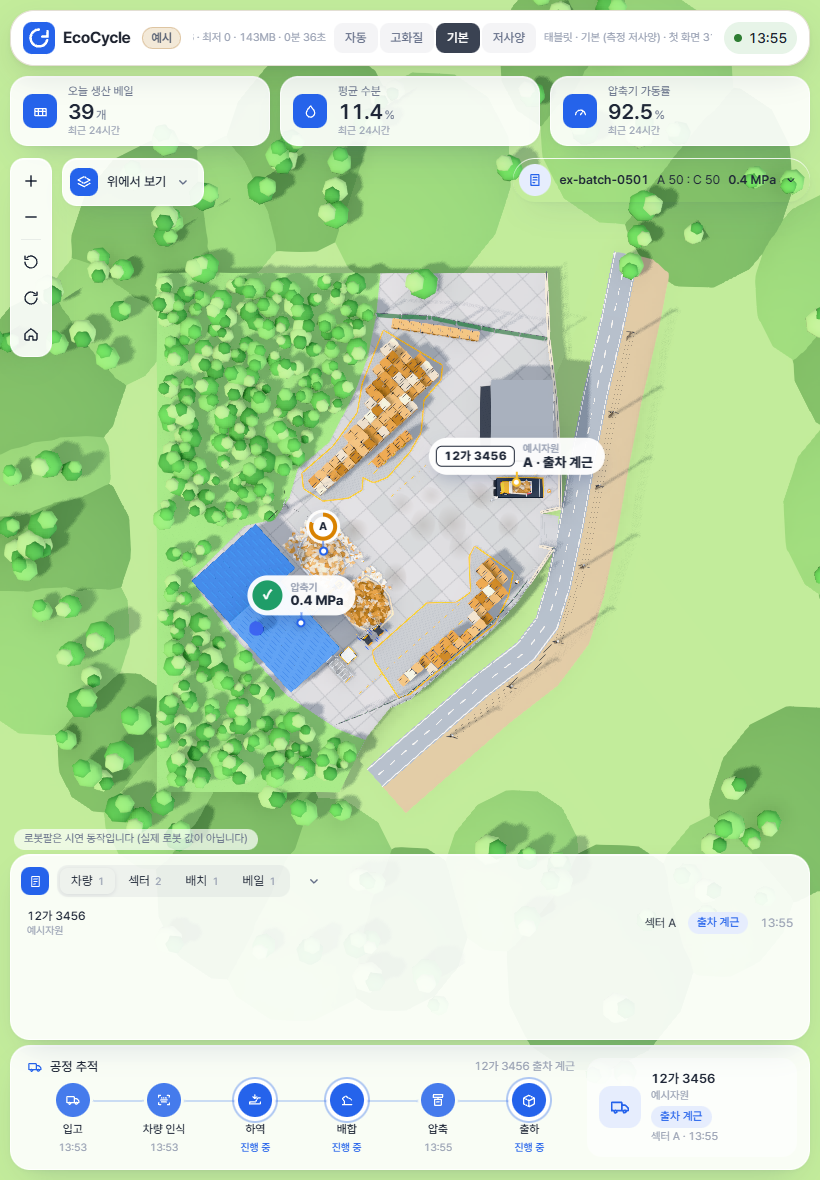 EcoCycle
예시
· 최저 0 · 143MB · 0분 36초
자동
고화질
기본
저사양
태블릿 · 기본 (측정 저사양) · 첫 화면
13:55
오늘 생산 베일
39 개
최근 24시간
평균 수분
11.4 %
최근 24시간
압축기 가동률
92.5 %
최근 24시간
위에서 보기
ex-batch-0501 A 50 : C 50 0.4 MPa
12가 3456
예시자원
A · 출차 계근
A
압축기
0.4 MPa
로봇팔은 시연 동작입니다 (실제 로봇 값이 아닙니다)
차량 1
섹터 2
배치 1
베일 1
12가 3456
예시자원
섹터 A
출차 계근
13:55
공정 추적
12가 3456 출차 계근
입고
13:53
차량 인식
13:53
하역
진행 중
배합
진행 중
압축
13:55
출하
진행 중
12가 3456
예시자원
출차 계근
섹터 A · 13:55